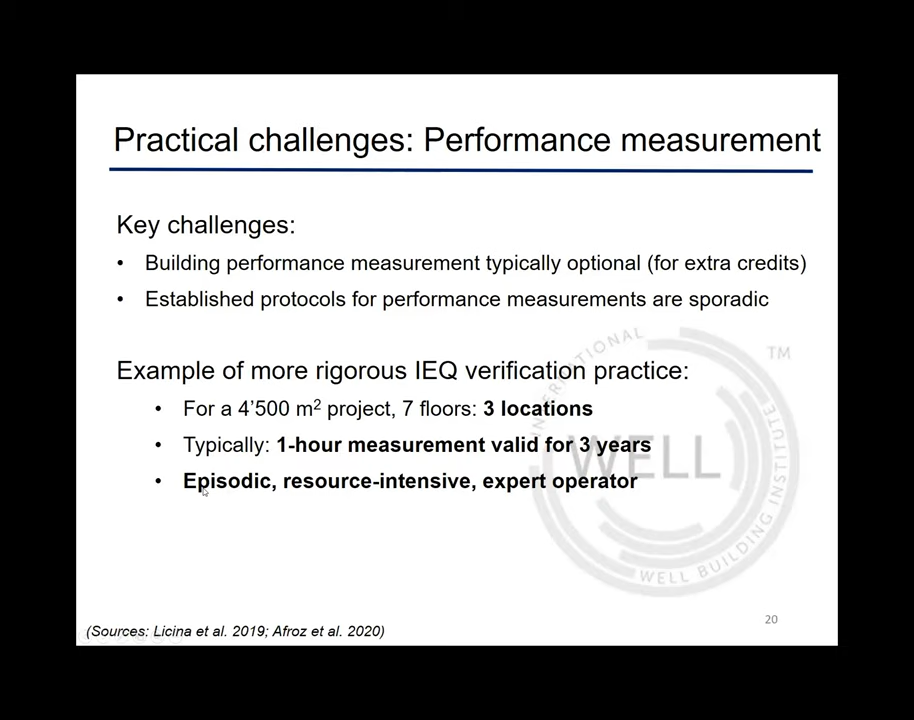 Practical challenges: Performance measurement
Key challenges:
• Building performance measurement typically optional (for extra credits)
• Established protocols for performance measurements are sporadic
Example of more rigorous IEQ verification practice:
• For a 4'500 m² project, 7 floors: 3 locations
• Typically: 1-hour measurement valid for 3 years
• Episodic, resource-intensive, expert operator
INTERNATIONAL
WELL
WELL BUILDING INSTITUTE
TM
20
(Sources: Licina et al. 2019; Afroz et al. 2020)